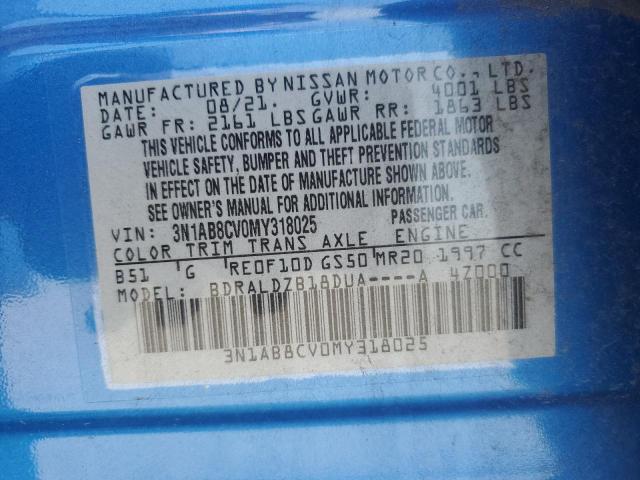 MANUFACTURED BY NISSAN MOTOR CO., LTD.
DATE: 08/21. GVWR: 4001 LBS
GAWR FR: 2161 LBS GAWR RR: 1863 LBS
THIS VEHICLE CONFORMS TO ALL APPLICABLE FEDERAL MOTOR
VEHICLE SAFETY, BUMPER AND THEFT PREVENTION STANDARDS
IN EFFECT ON THE DATE OF MANUFACTURE SHOWN ABOVE.
SEE OWNER'S MANUAL FOR ADDITIONAL INFORMATION.
VIN: 3N1AB8CV0MY318025 PASSENGER CAR.
COLOR TRIM TRANS AXLE ENGINE
B51 G RE0F10D GS50 MR20 1997 CC
MODEL: BDRALDZB18DUA----A 4Z000
3N1AB8CV0MY318025